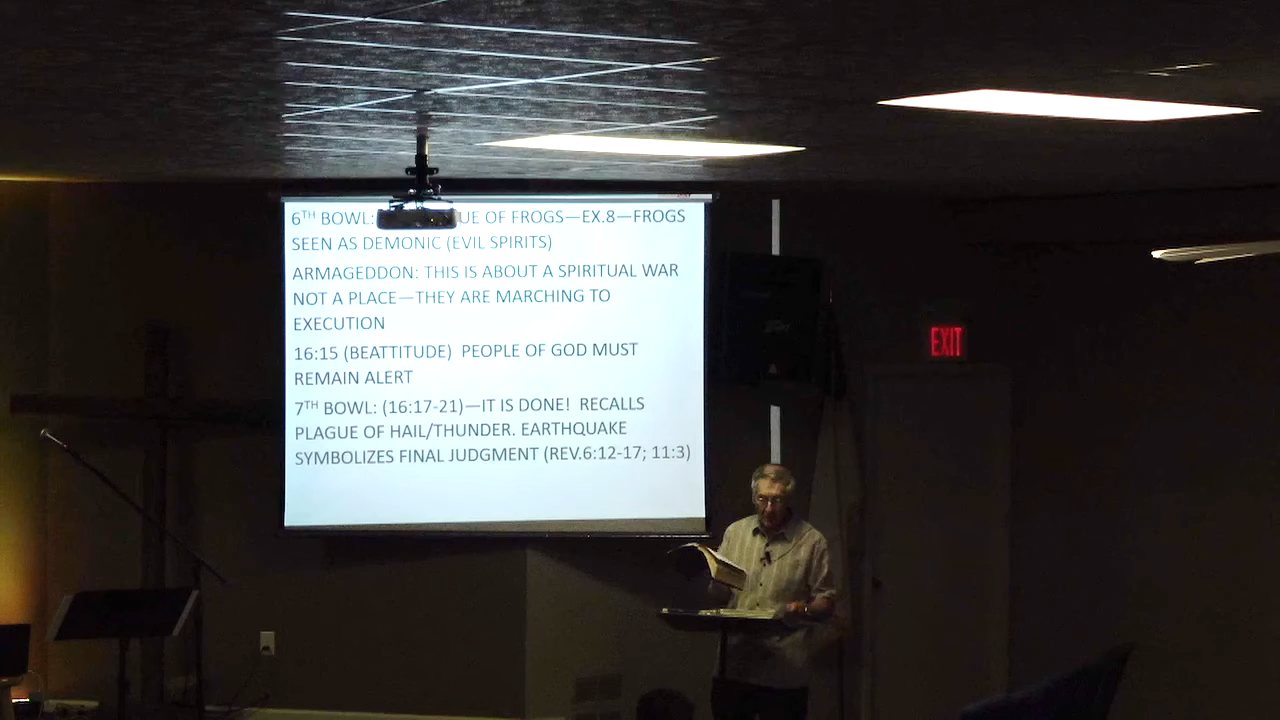 6TH BOWL: UE OF FROGS—EX.8—FROGS
SEEN AS DEMONIC (EVIL SPIRITS)
ARMAGEDDON: THIS IS ABOUT A SPIRITUAL WAR
NOT A PLACE—THEY ARE MARCHING TO
EXECUTION
16:15 (BEATTITUDE) PEOPLE OF GOD MUST
REMAIN ALERT
7TH BOWL: (16:17-21)—IT IS DONE! RECALLS
PLAGUE OF HAIL/THUNDER. EARTHQUAKE
SYMBOLIZES FINAL JUDGMENT (REV.6:12-17; 11:3)
EXIT